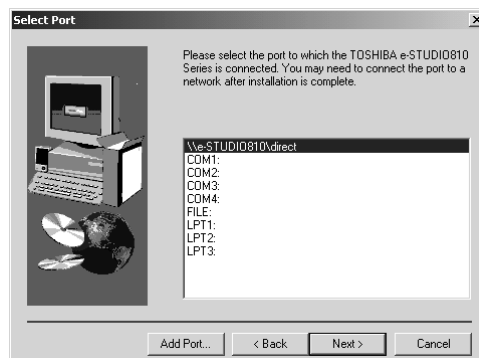 Select Port
Please select the port to which the TOSHIBA e-STUDIO810
Series is connected. You may need to connect the port to a
network after installation is complete.
\\e-STUDIO810\direct
COM1:
COM2:
COM3:
COM4:
FILE:
LPT1:
LPT2:
LPT3:
Add Port...
< Back
Next >
Cancel